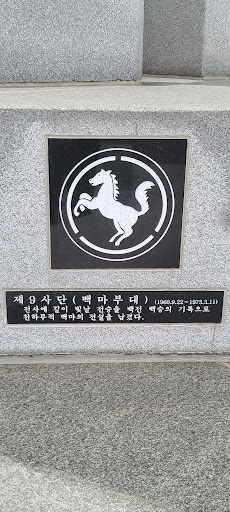 제9사단(백마부대) (1966.9.22~1973.3.11)
전사에 길이 빛날 전승을 백전 백승의 기록으로
천하무적 백마의 전설을 남겼다.